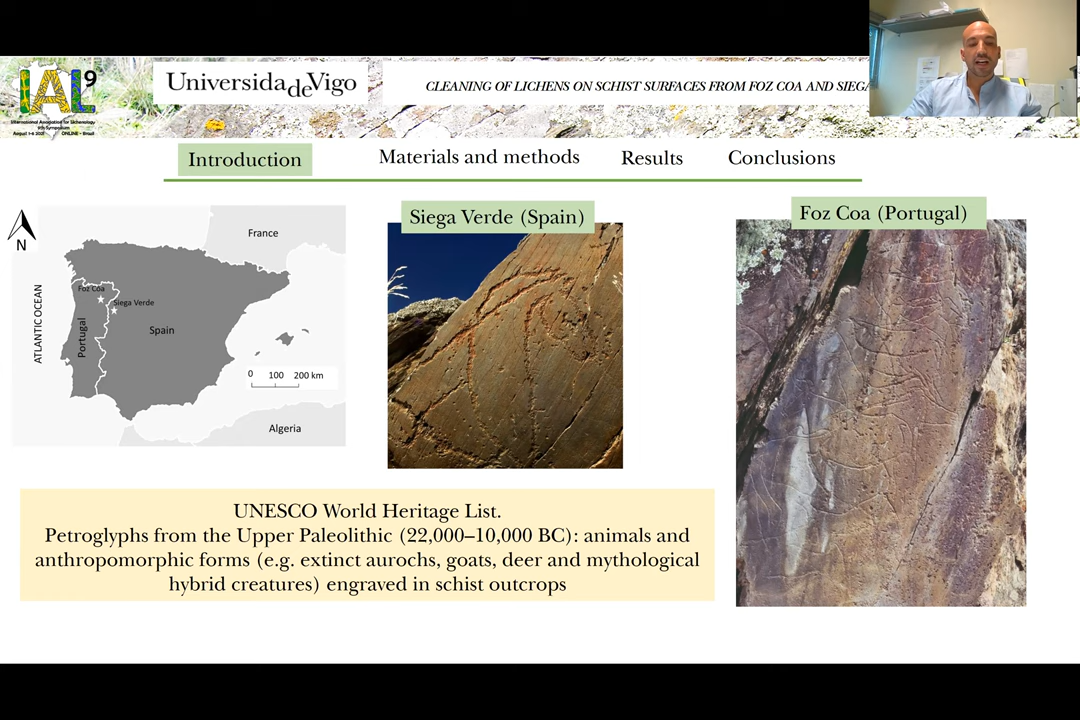 IAL9
International Association for Lichenology
9th Symposium
August 1-6 2021 ONLINE - Brazil
Universidade Vigo
CLEANING OF LICHENS ON SCHIST SURFACES FROM FOZ COA AND SIEGA
Introduction
Materials and methods
Results
Conclusions
N
ATLANTIC OCEAN
France
Foz Coa
Siega Verde
Portugal
Spain
0 100 200 km
Algeria
Siega Verde (Spain)
Foz Coa (Portugal)
UNESCO World Heritage List.
Petroglyphs from the Upper Paleolithic (22,000–10,000 BC): animals and
anthropomorphic forms (e.g. extinct aurochs, goats, deer and mythological
hybrid creatures) engraved in schist outcrops